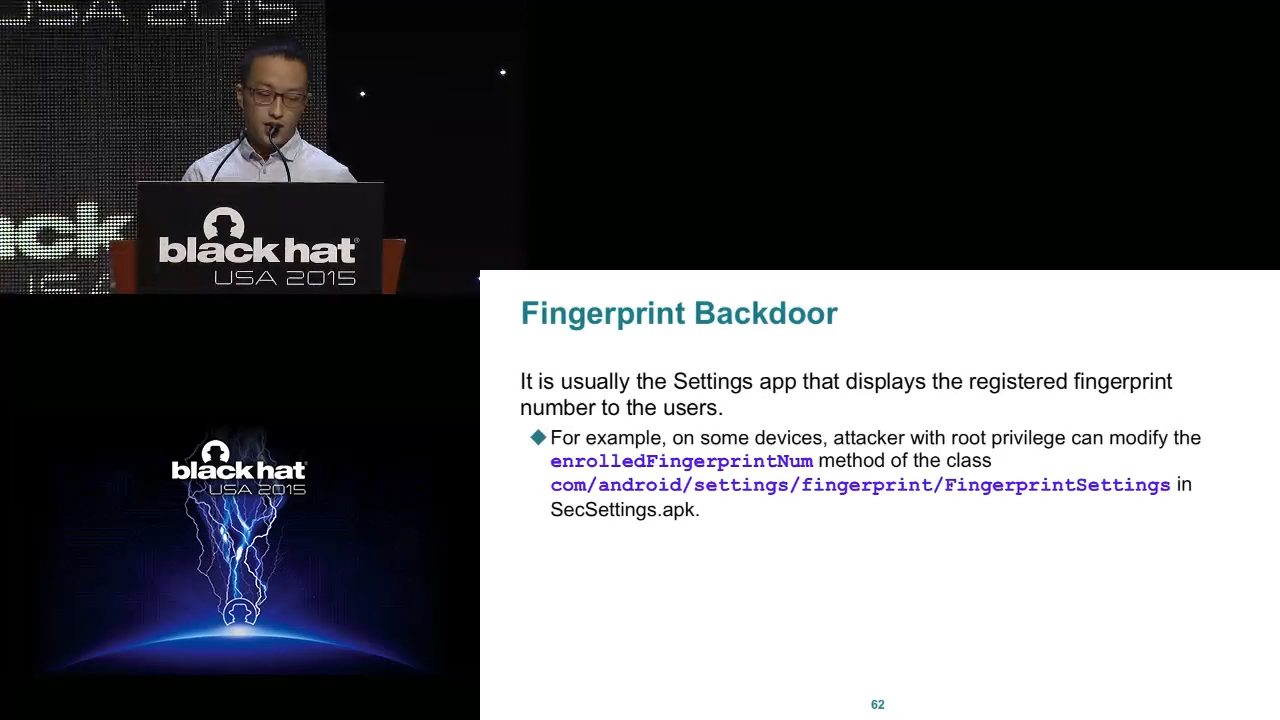 USA 2015
black hat
USA 2015
ack
Fingerprint Backdoor
It is usually the Settings app that displays the registered fingerprint
number to the users.
For example, on some devices, attacker with root privilege can modify the
enrolledFingerprintNum method of the class
com/android/settings/fingerprint/FingerprintSettings in
SecSettings.apk.
black hat
USA 2015
62